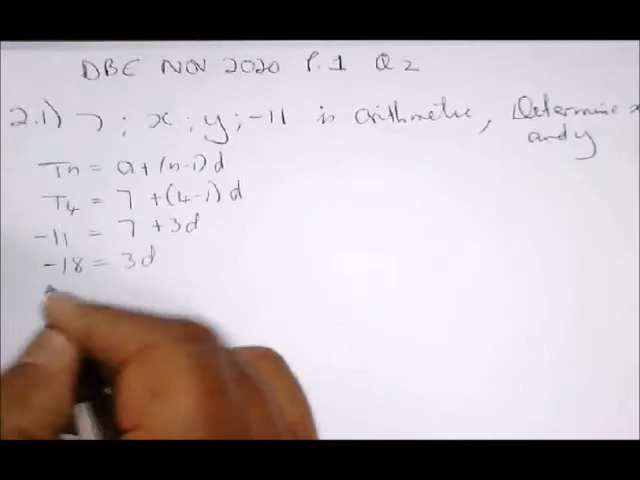 DBE NOV 2020 P.1 Q2
2.1) 7 ; x ; y ; -11 is arithmetic, Determine x
and y
Tn = a + (n-1)d
T4 = 7 + (4-1)d
-11 = 7 + 3d
-18 = 3d